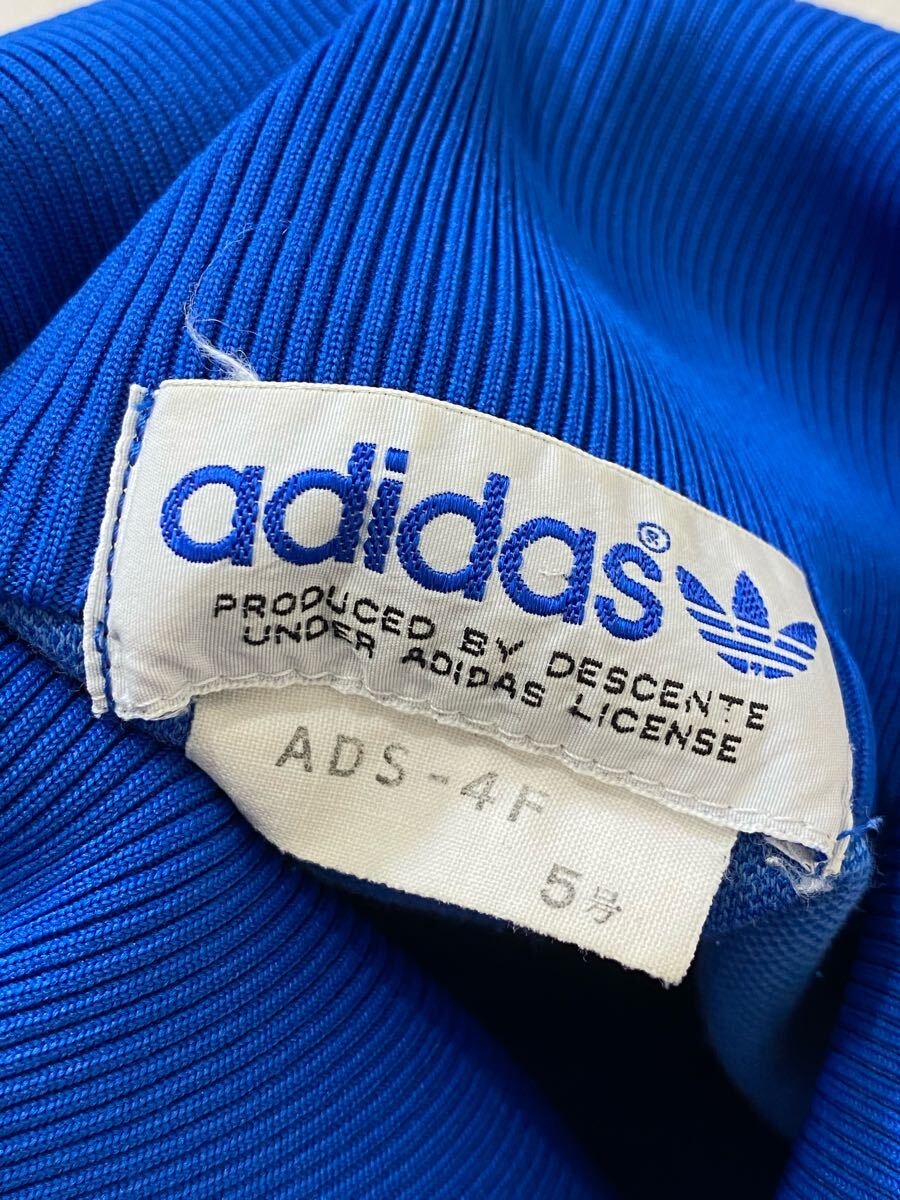 adidas®
PRODUCED BY DESCENTE
UNDER ADIDAS LICENSE
ADS-4F
5号